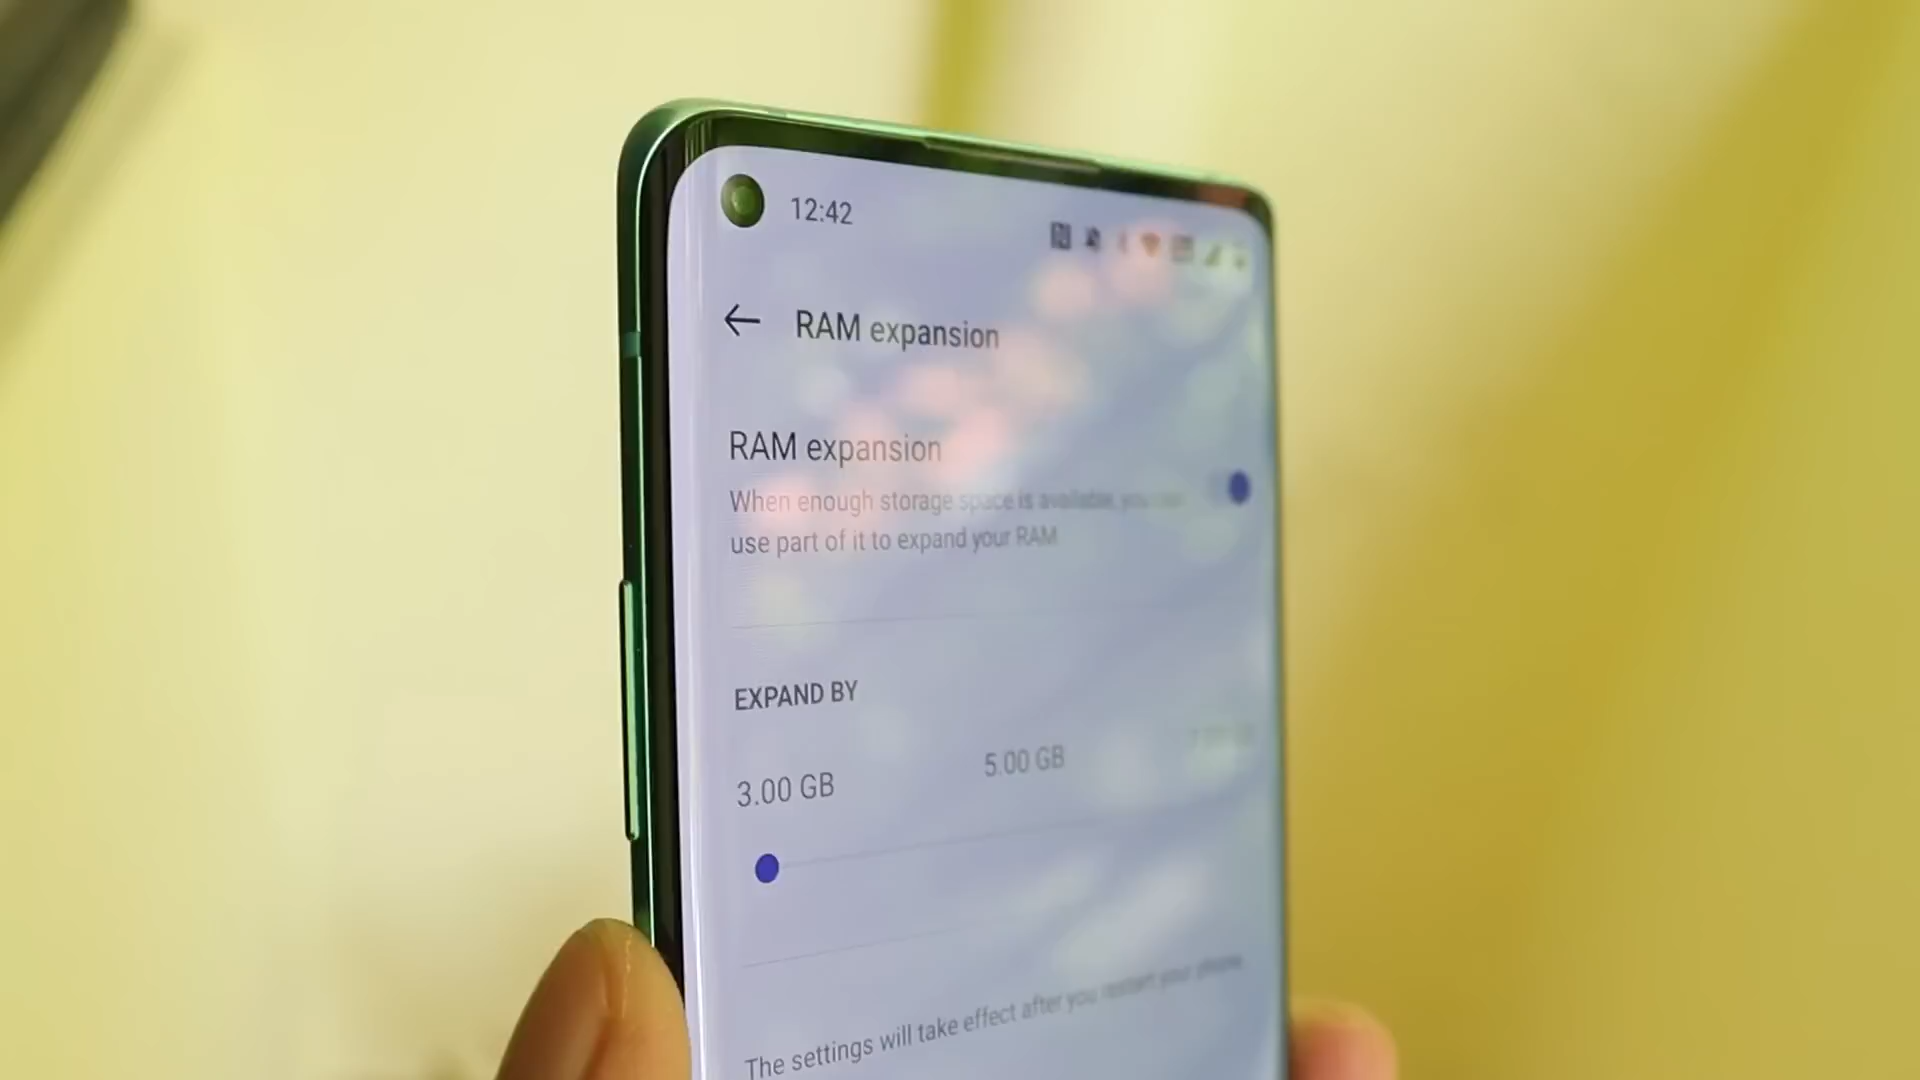 12:42
RAM expansion
RAM expansion
When enough storage space is available, you can
use part of it to expand your RAM
EXPAND BY
3.00 GB 5.00 GB
The settings will take effect after you restart your phone